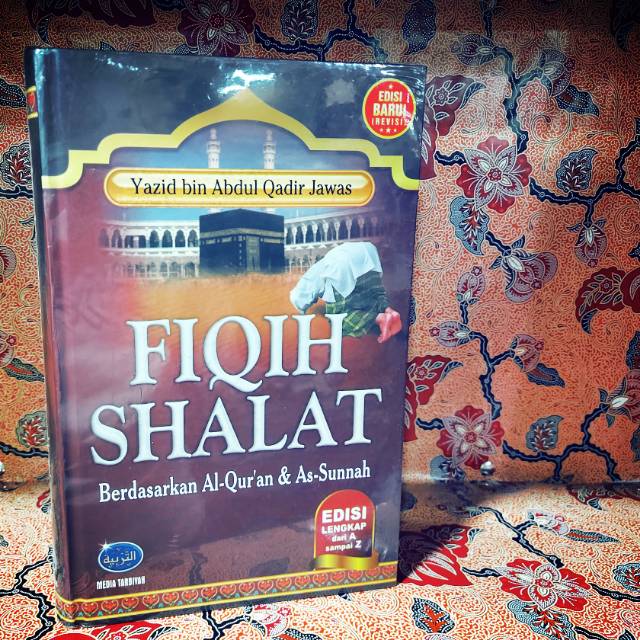 EDISI
BARU!
(REVISI)
Yazid bin Abdul Qadir Jawas
FIQIH
SHALAT
Berdasarkan Al-Qur'an & As-Sunnah
EDISI
LENGKAP
dari A
sampai Z
التربية
MEDIA TARBIYAH